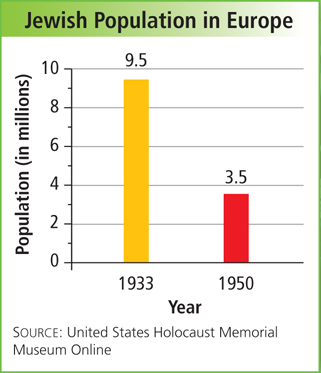 Jewish Population in Europe
Population (in millions)
10
8
6
4
2
0
9.5
3.5
1933
1950
Year
SOURCE: United States Holocaust Memorial
Museum Online